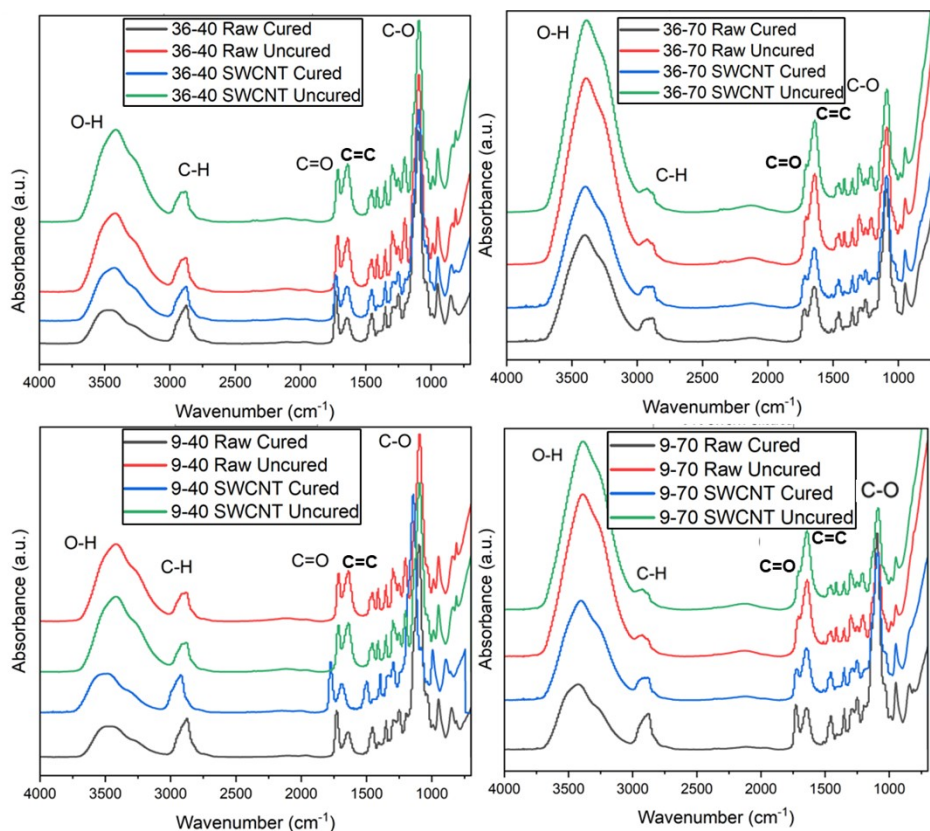 36-40 Raw Cured
36-40 Raw Uncured
36-40 SWCNT Cured
36-40 SWCNT Uncured
C-O
O-H
C-H
C=O
C=C
Absorbance (a.u.)
4000 3500 3000 2500 2000 1500 1000
Wavenumber (cm⁻¹)
36-70 Raw Cured
36-70 Raw Uncured
36-70 SWCNT Cured
36-70 SWCNT Uncured
O-H
C-O
C=C
C=O
C-H
Absorbance (a.u.)
4000 3500 3000 2500 2000 1500 1000
Wavenumber (cm⁻¹)
9-40 Raw Cured
9-40 Raw Uncured
9-40 SWCNT Cured
9-40 SWCNT Uncured
C-O
O-H
C-H
C=O
C=C
Absorbance (a.u.)
4000 3500 3000 2500 2000 1500 1000
Wavenumber (cm⁻¹)
9-70 Raw Cured
9-70 Raw Uncured
9-70 SWCNT Cured
9-70 SWCNT Uncured
O-H
C-O
C=C
C=O
C-H
Absorbance (a.u.)
4000 3500 3000 2500 2000 1500 1000
Wavenumber (cm⁻¹)